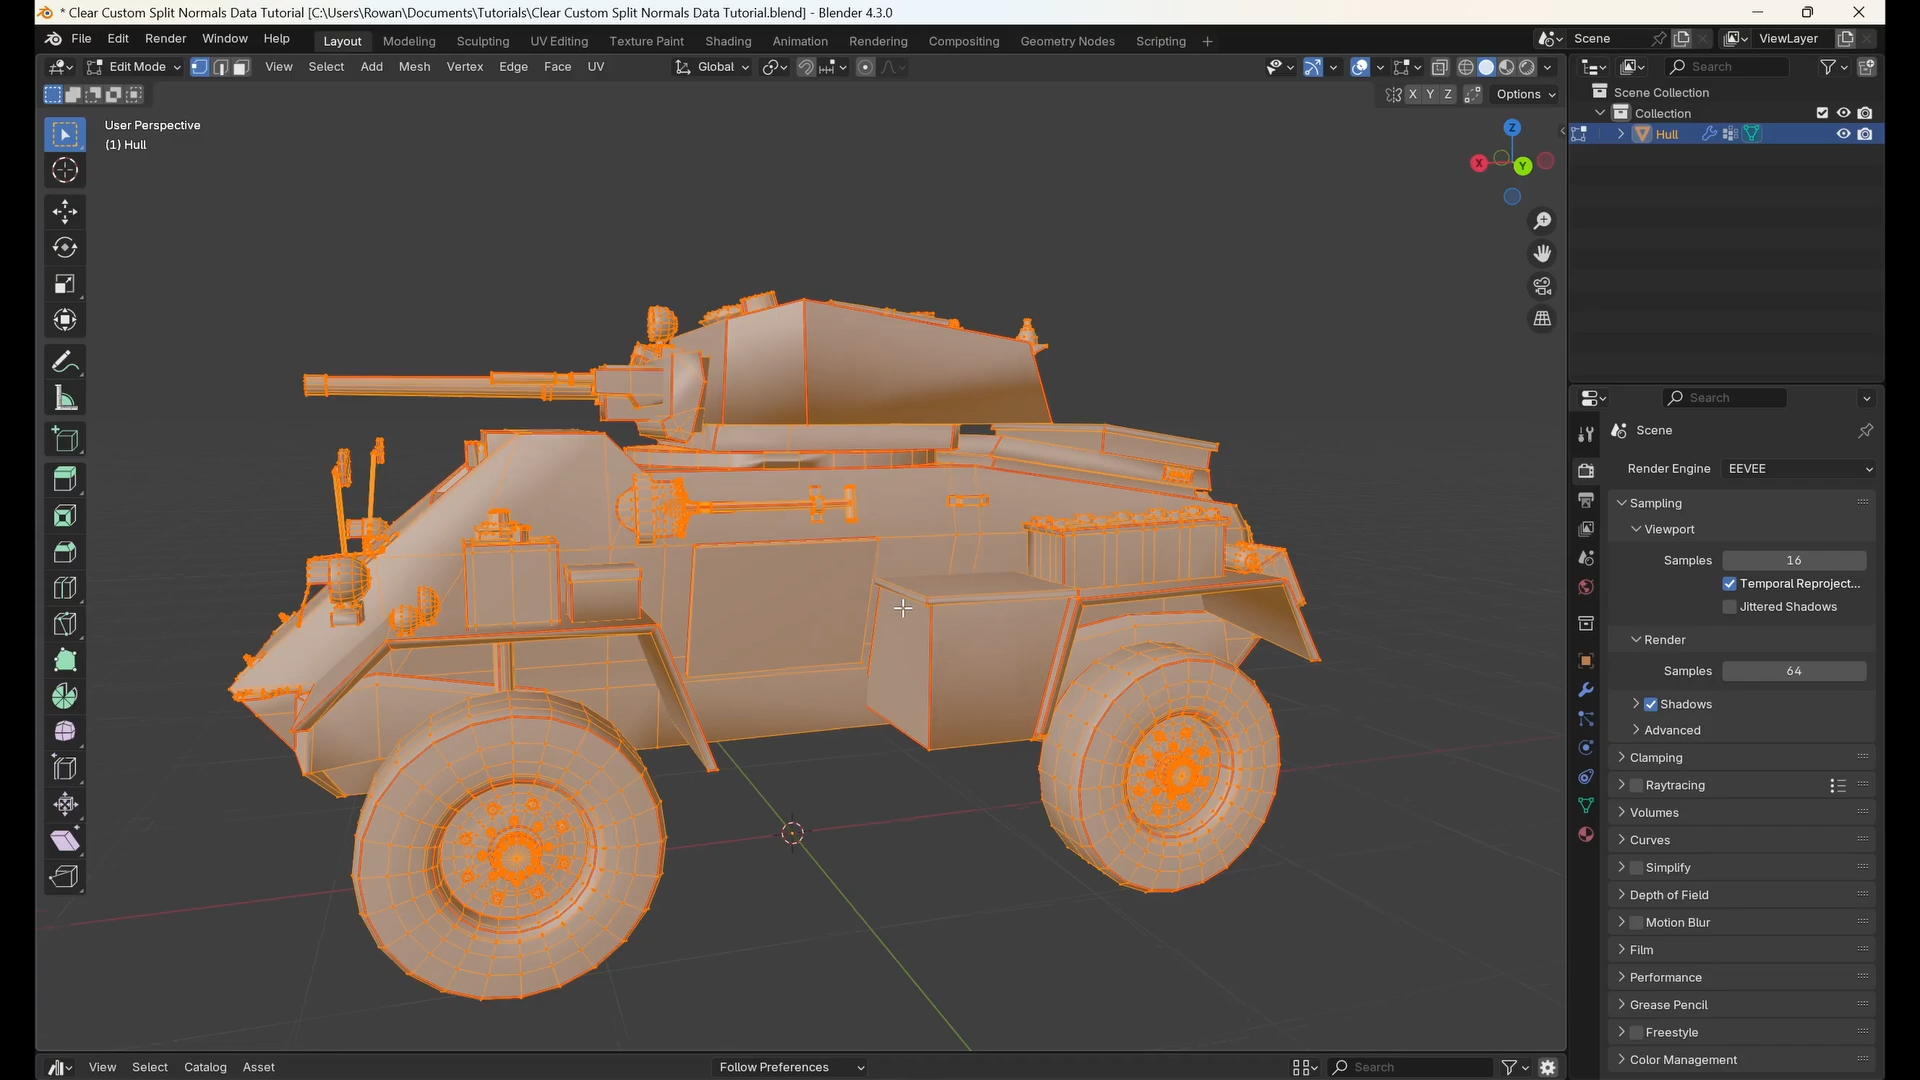 * Clear Custom Split Normals Data Tutorial [C:\Users\Rowan\Documents\Tutorials\Clear Custom Split Normals Data Tutorial.blend] - Blender 4.3.0
File Edit Render Window Help Layout Modeling Sculpting UV Editing Texture Paint Shading Animation Rendering Compositing Geometry Nodes Scripting + Scene ViewLayer
Edit Mode View Select Add Mesh Vertex Edge Face UV Global Search
X Y Z Options
Scene Collection
Collection
Hull
User Perspective
(1) Hull
Z
X
Y
Search
Scene
Render Engine EEVEE
Sampling
Viewport
Samples 16
Temporal Reproject...
Jittered Shadows
Render
Samples 64
Shadows
Advanced
Clamping
Raytracing
Volumes
Curves
Simplify
Depth of Field
Motion Blur
Film
Performance
Grease Pencil
Freestyle
Color Management
View Select Catalog Asset Follow Preferences Search